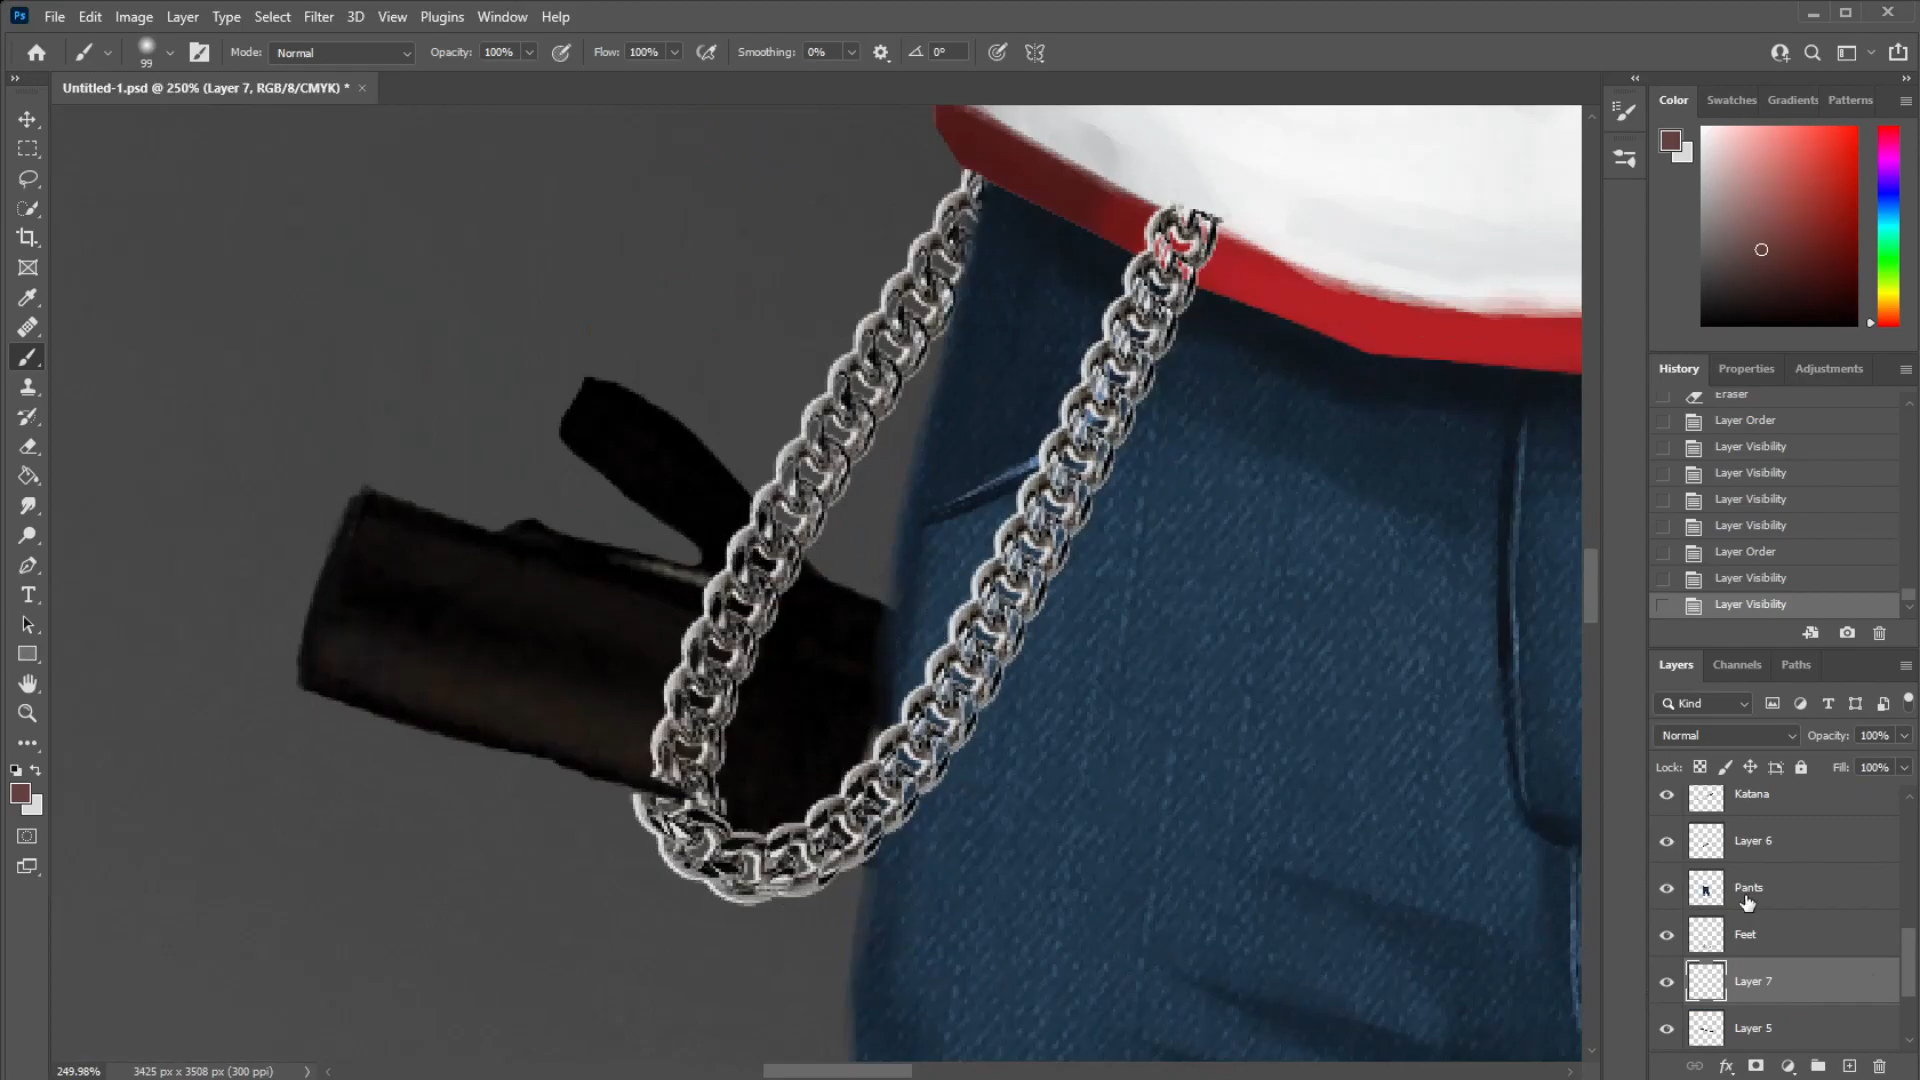 Ps File Edit Image Layer Type Select Filter 3D View Plugins Window Help
99 Mode: Normal Opacity: 100% Flow: 100% Smoothing: 0% 0°
Untitled-1.psd @ 250% (Layer 7, RGB/8/CMYK) *
Color Swatches Gradients Patterns
History Properties Adjustments
Eraser
Layer Order
Layer Visibility
Layer Visibility
Layer Visibility
Layer Visibility
Layer Order
Layer Visibility
Layer Visibility
Layers Channels Paths
Kind
Normal Opacity: 100%
Lock: Fill: 100%
Katana
Layer 6
Pants
Feet
Layer 7
Layer 5
249.98% 3425 px x 3508 px (300 ppi)